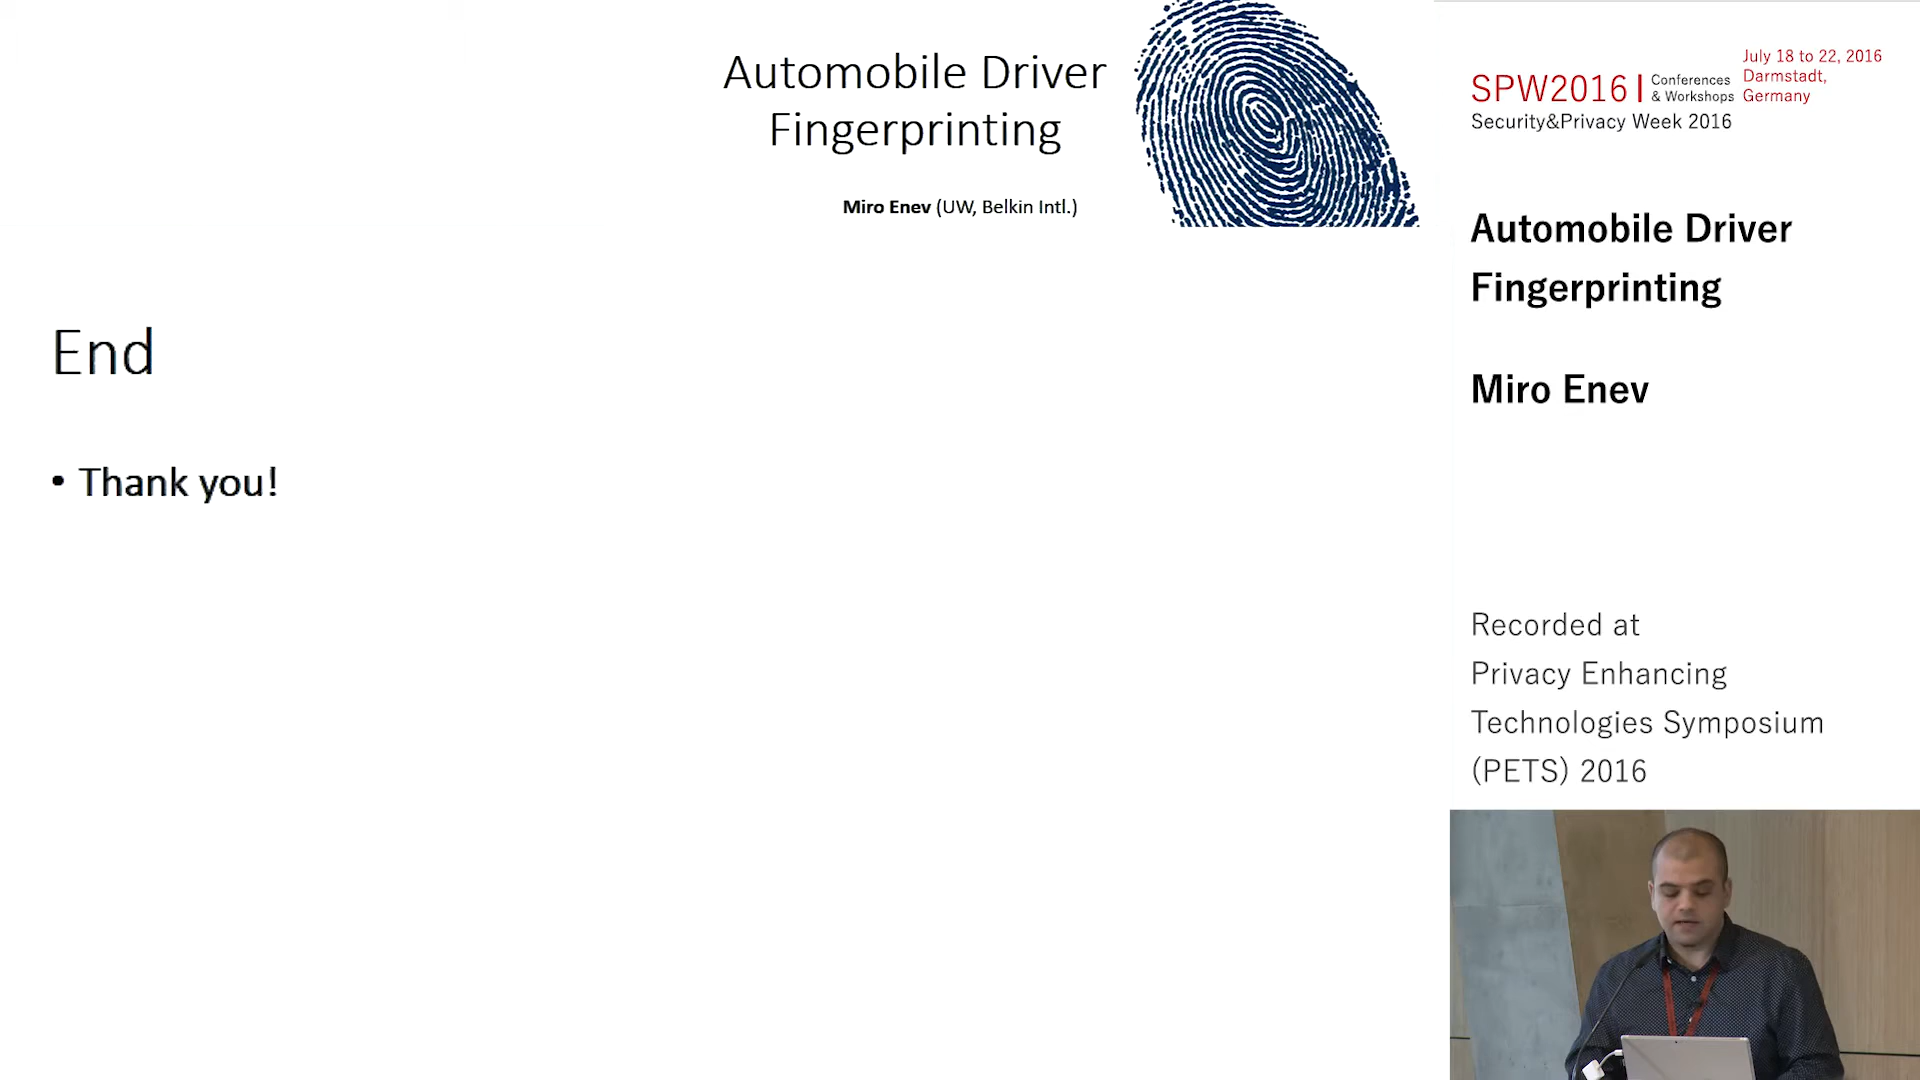 Automobile Driver
Fingerprinting
Miro Enev (UW, Belkin Intl.)
End
• Thank you!
SPW2016 | Conferences & Workshops
Security&Privacy Week 2016
July 18 to 22, 2016
Darmstadt,
Germany
Automobile Driver
Fingerprinting
Miro Enev
Recorded at
Privacy Enhancing
Technologies Symposium
(PETS) 2016